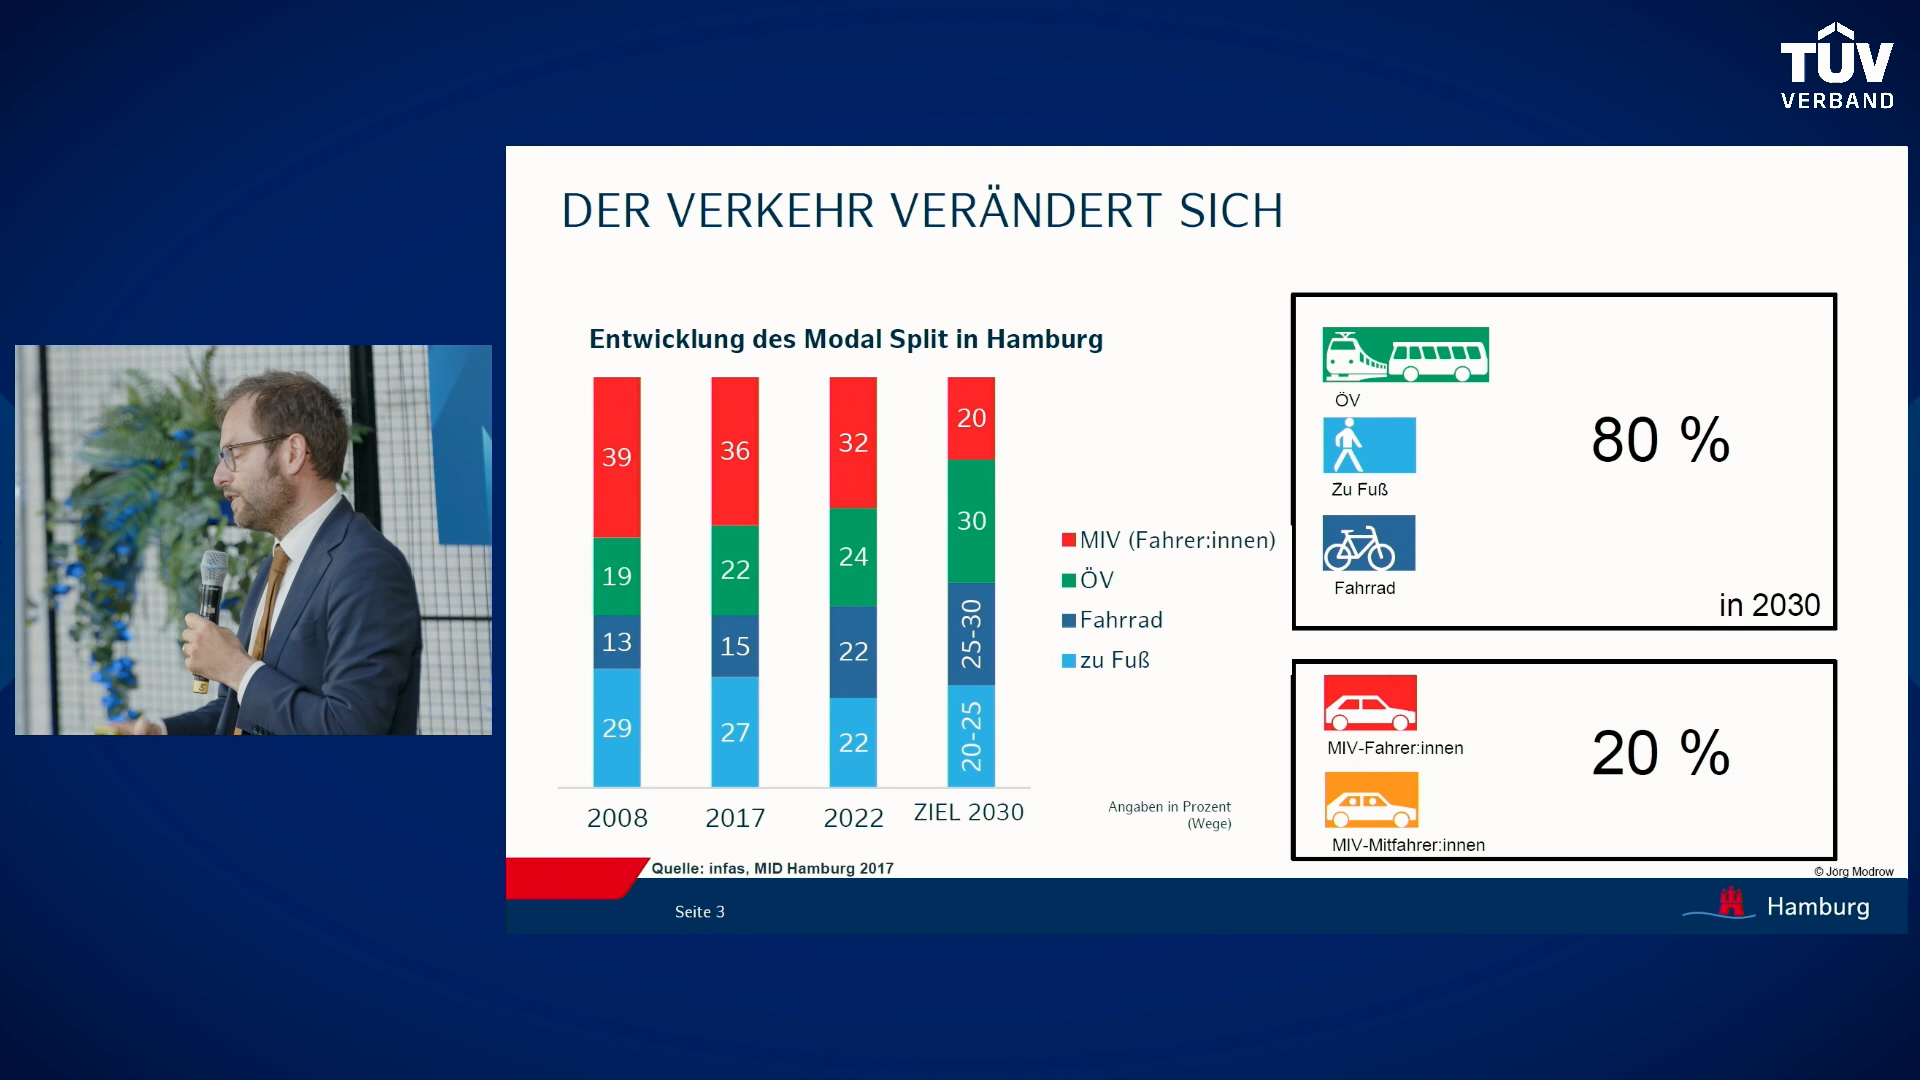 TÜV
VERBAND
DER VERKEHR VERÄNDERT SICH
Entwicklung des Modal Split in Hamburg
39
36
32
20
19
22
24
30
13
15
22
25-30
29
27
22
20-25
2008
2017
2022
ZIEL 2030
MIV (Fahrer:innen)
ÖV
Fahrrad
zu Fuß
Angaben in Prozent
(Wege)
ÖV
Zu Fuß
Fahrrad
80 %
in 2030
MIV-Fahrer:innen
MIV-Mitfahrer:innen
20 %
Quelle: infas, MID Hamburg 2017
© Jörg Modrow
Seite 3
Hamburg
5